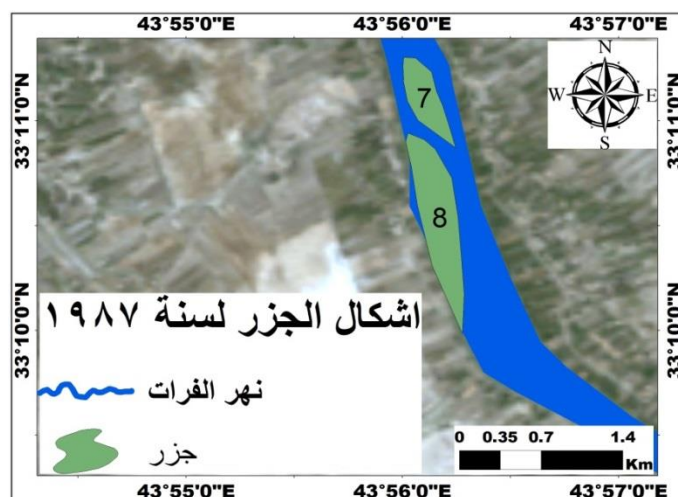 43°55'0"E 43°56'0"E 43°57'0"E
33°11'0"N 33°11'0"N
N
W E
S
7
8
33°10'0"N 33°10'0"N
اشكال الجزر لسنة ١٩٨٧
نهر الفرات
جزر
0 0.35 0.7 1.4
Km
43°55'0"E 43°56'0"E 43°57'0"E